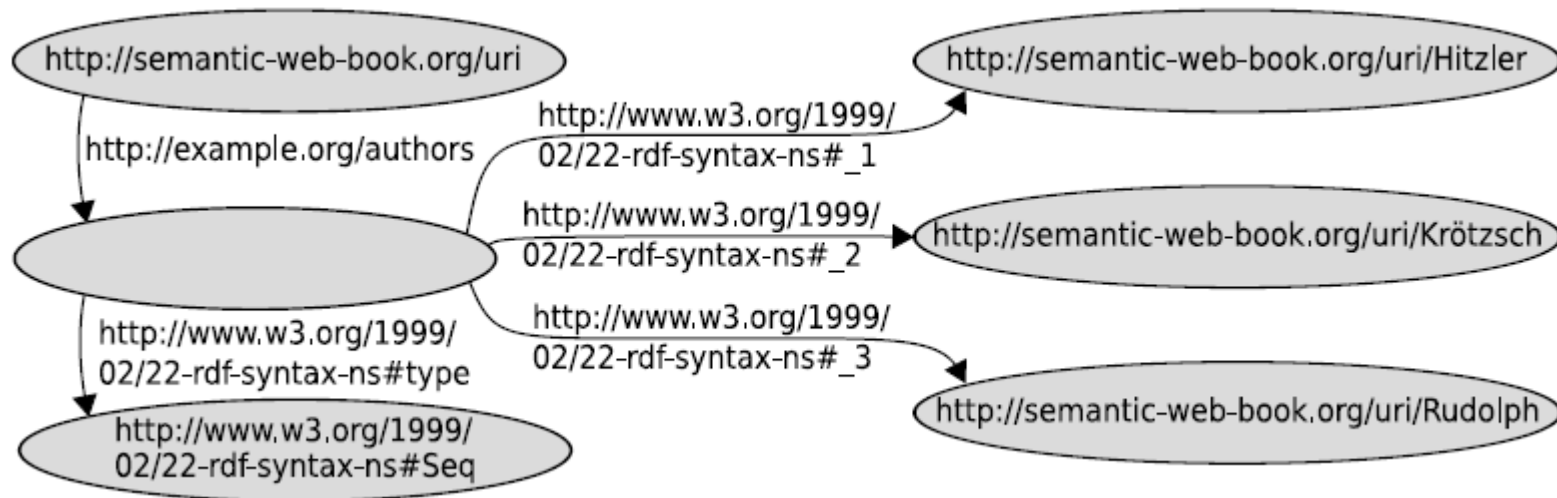 http://semantic-web-book.org/uri
http://semantic-web-book.org/uri/Hitzler
http://www.w3.org/1999/
02/22-rdf-syntax-ns#_1
http://example.org/authors
http://www.w3.org/1999/
02/22-rdf-syntax-ns#_2
http://semantic-web-book.org/uri/Krötzsch
http://www.w3.org/1999/
02/22-rdf-syntax-ns#_3
http://www.w3.org/1999/
02/22-rdf-syntax-ns#type
http://semantic-web-book.org/uri/Rudolph
http://www.w3.org/1999/
02/22-rdf-syntax-ns#Seq